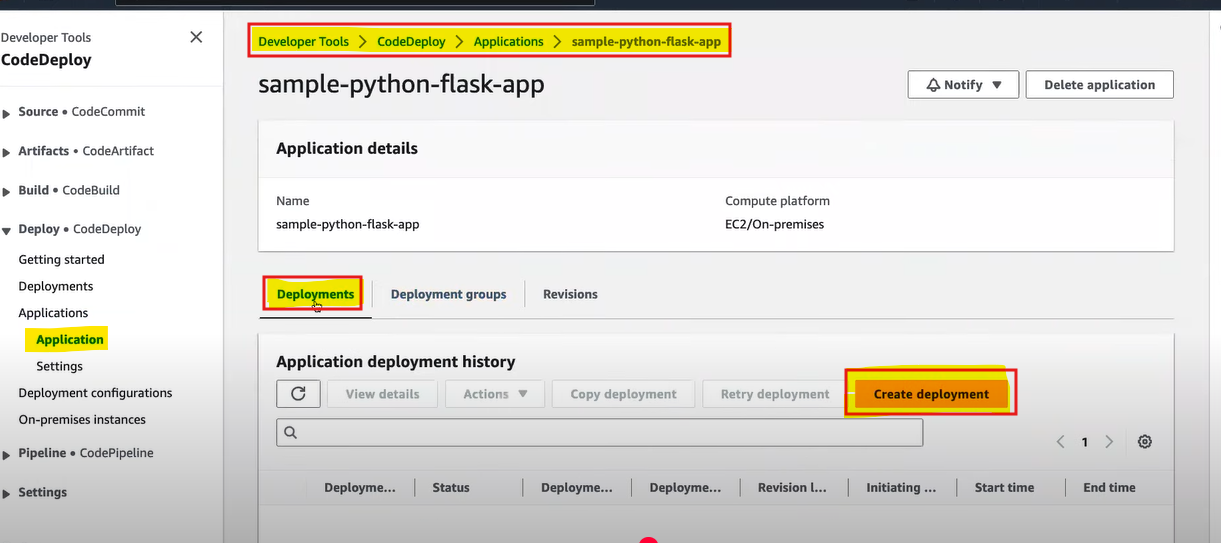 Developer Tools
CodeDeploy
Source • CodeCommit
Artifacts • CodeArtifact
Build • CodeBuild
Deploy • CodeDeploy
Getting started
Deployments
Applications
Application
Settings
Deployment configurations
On-premises instances
Pipeline • CodePipeline
Settings
Developer Tools > CodeDeploy > Applications > sample-python-flask-app
sample-python-flask-app
Notify
Delete application
Application details
Name
sample-python-flask-app
Compute platform
EC2/On-premises
Deployments
Deployment groups
Revisions
Application deployment history
View details
Actions
Copy deployment
Retry deployment
Create deployment
1
Deployme...
Status
Deployme...
Deployme...
Revision l...
Initiating ...
Start time
End time